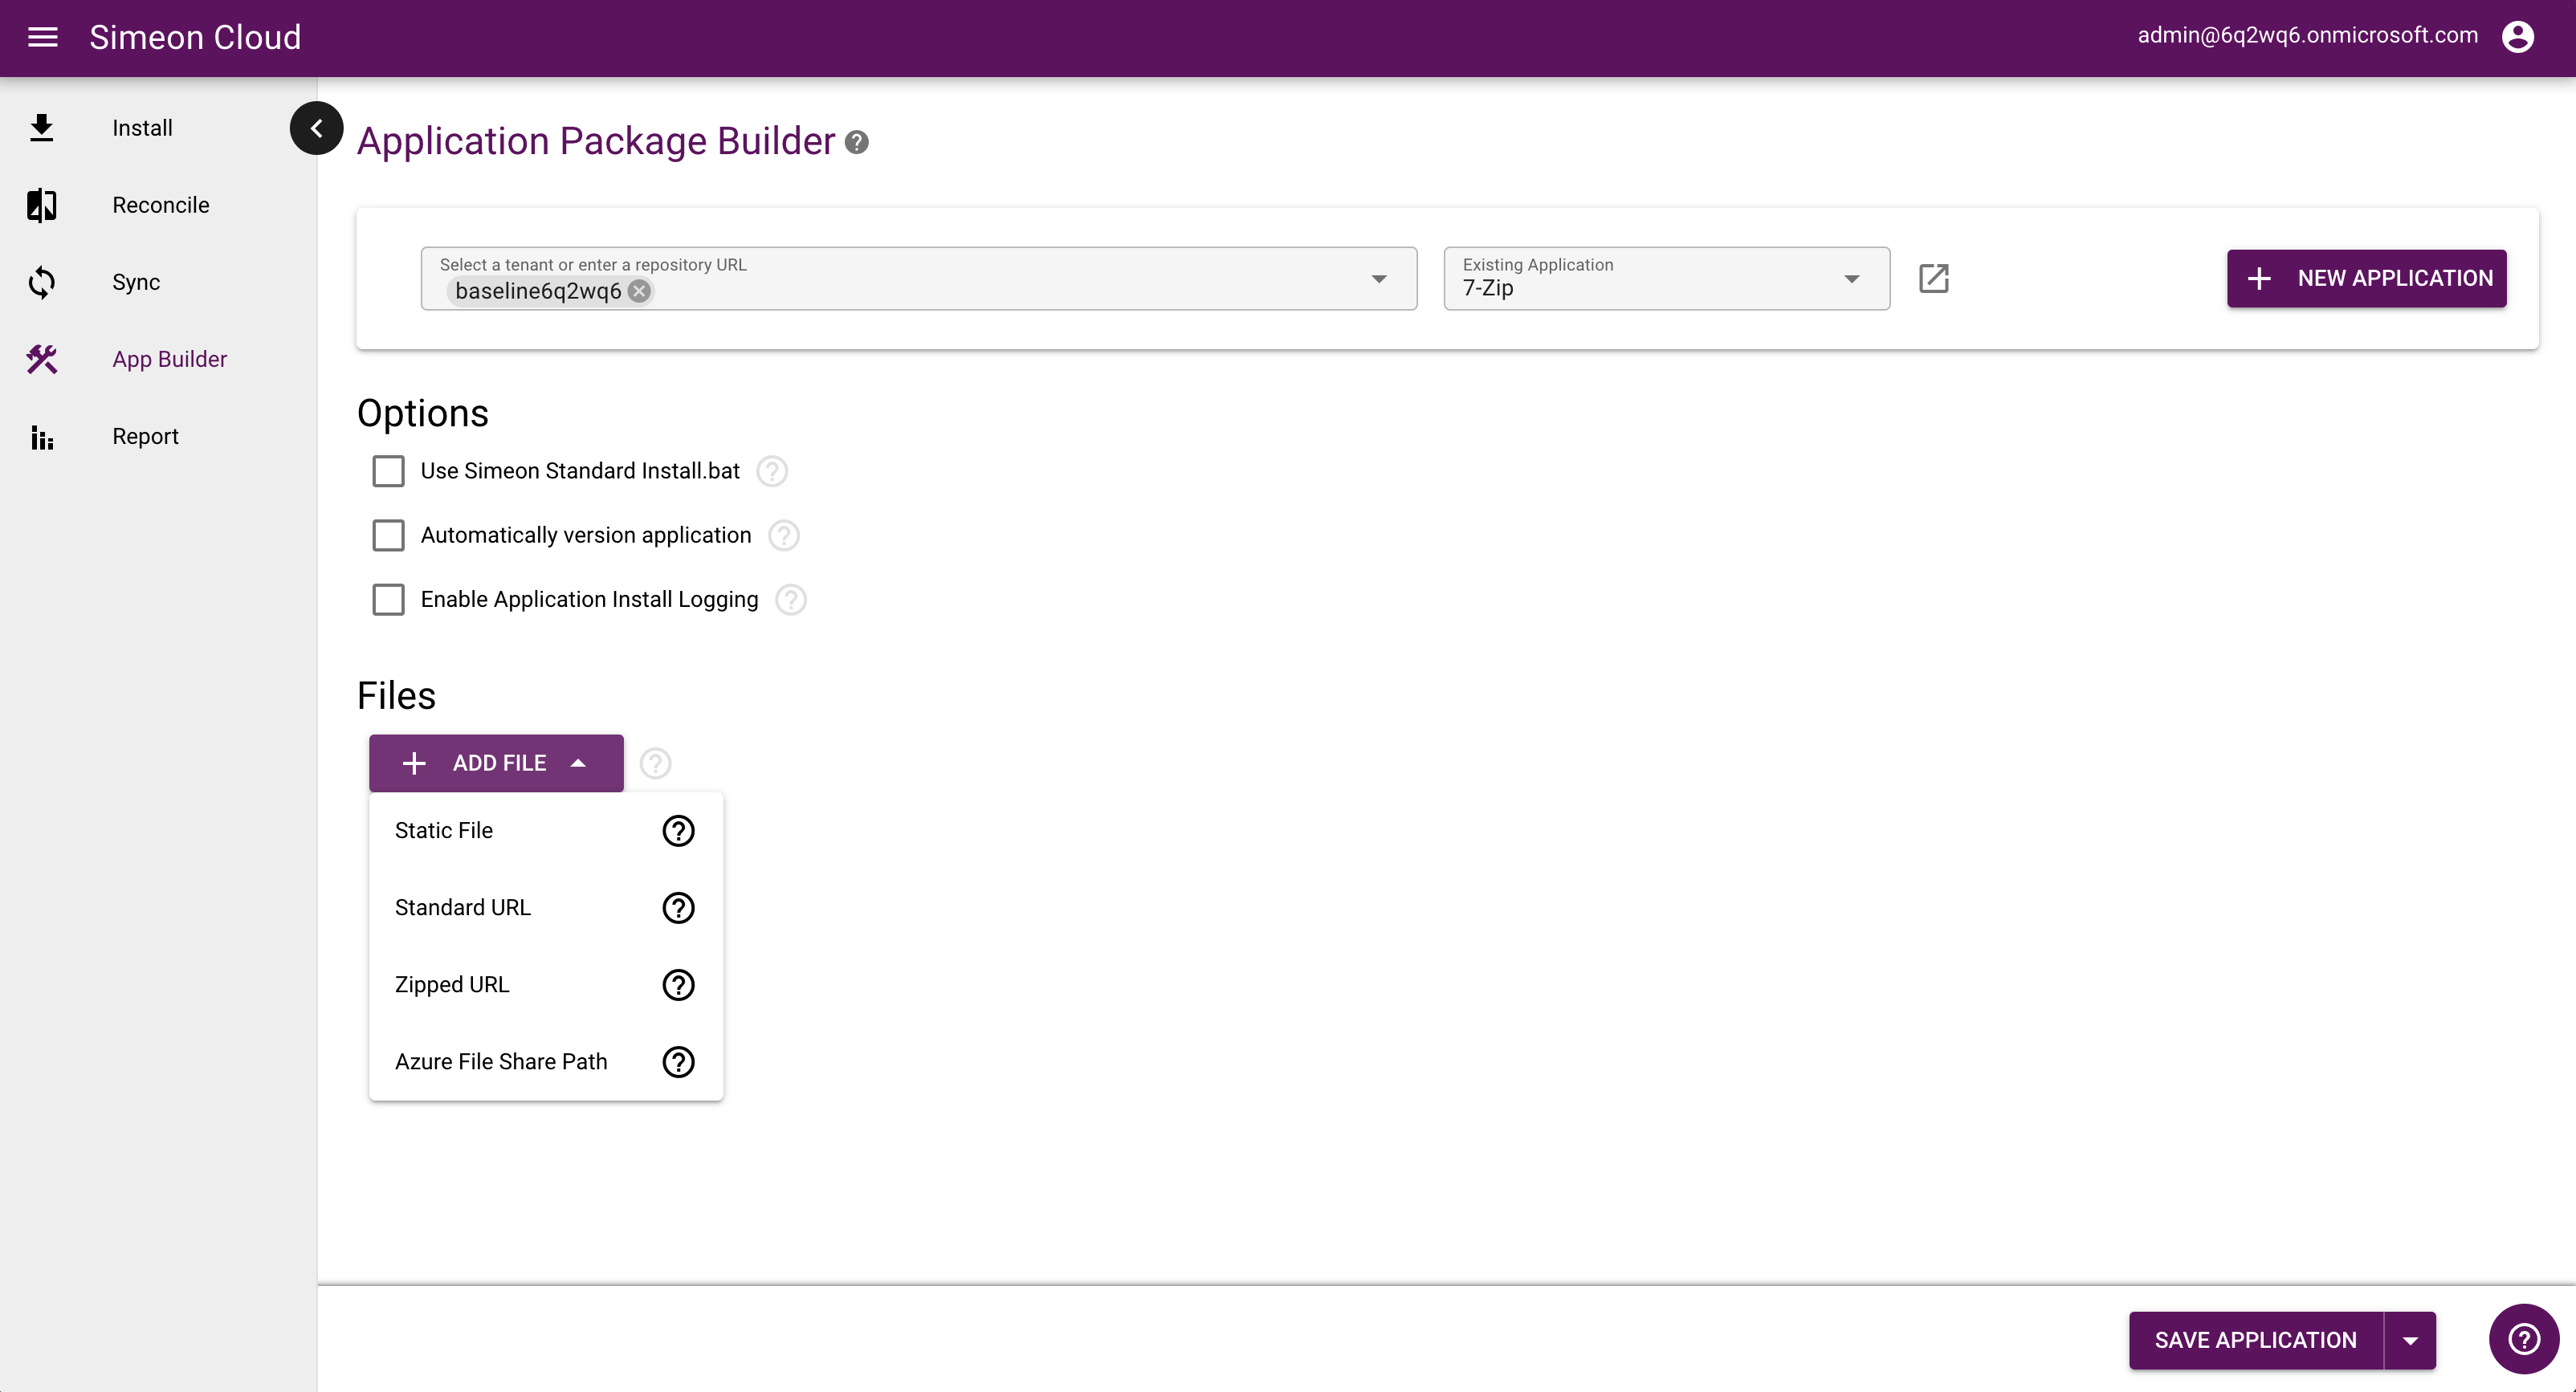 Simeon Cloud
admin@6q2wq6.onmicrosoft.com
Install
Reconcile
Sync
App Builder
Report
Application Package Builder
Select a tenant or enter a repository URL
baseline6q2wq6
Existing Application
7-Zip
NEW APPLICATION
Options
Use Simeon Standard Install.bat
Automatically version application
Enable Application Install Logging
Files
ADD FILE
Static File
Standard URL
Zipped URL
Azure File Share Path
SAVE APPLICATION